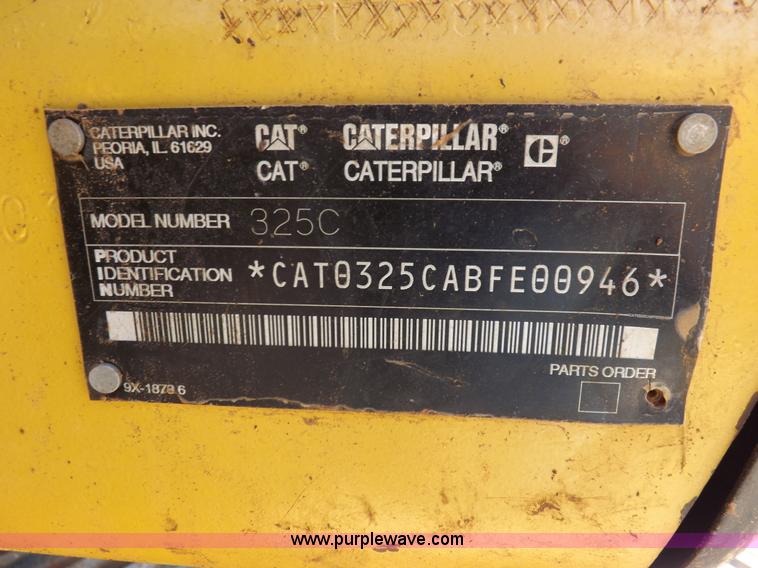 CATERPILLAR INC.
PEORIA, IL 61629
USA
CAT® CATERPILLAR® C®
CAT® CATERPILLAR®
MODEL NUMBER 325C
PRODUCT
IDENTIFICATION
NUMBER
*CAT0325CABFE00946*
PARTS ORDER
www.purplewave.com